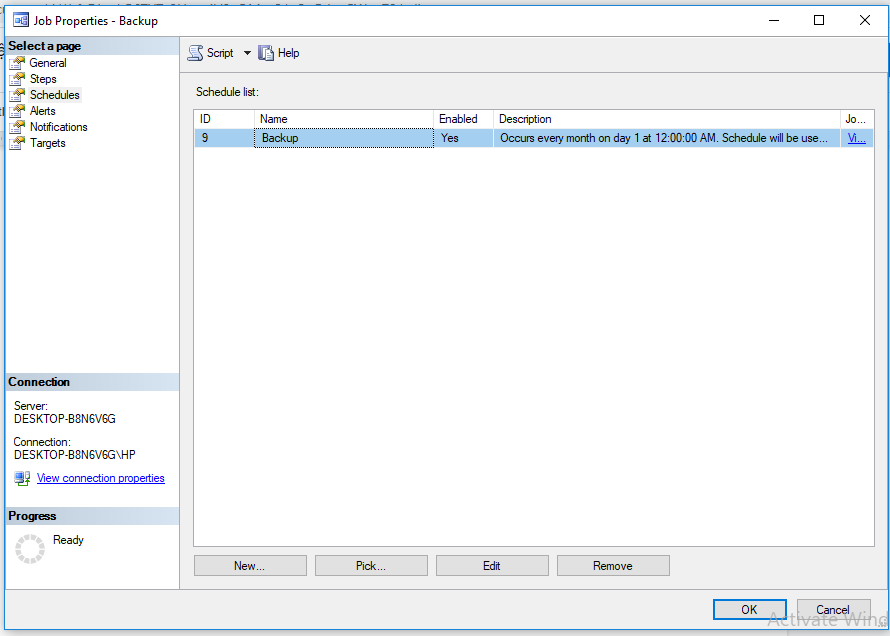 Job Properties - Backup
Select a page
General
Steps
Schedules
Alerts
Notifications
Targets
Script
Help
Schedule list:
ID Name Enabled Description Jo...
9 Backup Yes Occurs every month on day 1 at 12:00:00 AM. Schedule will be use... Vi...
Connection
Server:
DESKTOP-B8N6V6G
Connection:
DESKTOP-B8N6V6G\HP
View connection properties
Progress
Ready
New... Pick... Edit Remove
OK Cancel
Activate Wind